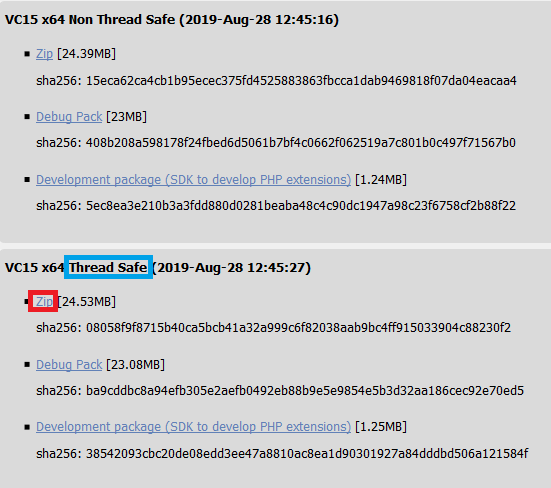 VC15 x64 Non Thread Safe (2019-Aug-28 12:45:16)
Zip [24.39MB]
sha256: 15eca62ca4cb1b95ecec375fd4525883863fbcca1dab9469818f07da04eacaa4
Debug Pack [23MB]
sha256: 408b208a598178f24fbed6d5061b7bf4c0662f062519a7c801b0c497f71567b0
Development package (SDK to develop PHP extensions) [1.24MB]
sha256: 5ec8ea3e210b3a3fdd880d0281beaba48c4c90dc1947a98c23f6758cf2b88f22
VC15 x64 Thread Safe (2019-Aug-28 12:45:27)
Zip [24.53MB]
sha256: 08058f9f8715b40ca5bcb41a32a999c6f82038aab9bc4ff915033904c88230f2
Debug Pack [23.08MB]
sha256: ba9cddbc8a94efb305e2aefb0492eb88b9e5e9854e5b3d32aa186cec92e70ed5
Development package (SDK to develop PHP extensions) [1.25MB]
sha256: 38542093cbc20de08edd3ee47a8810ac8ea1d90301927a84dddbd506a121584f